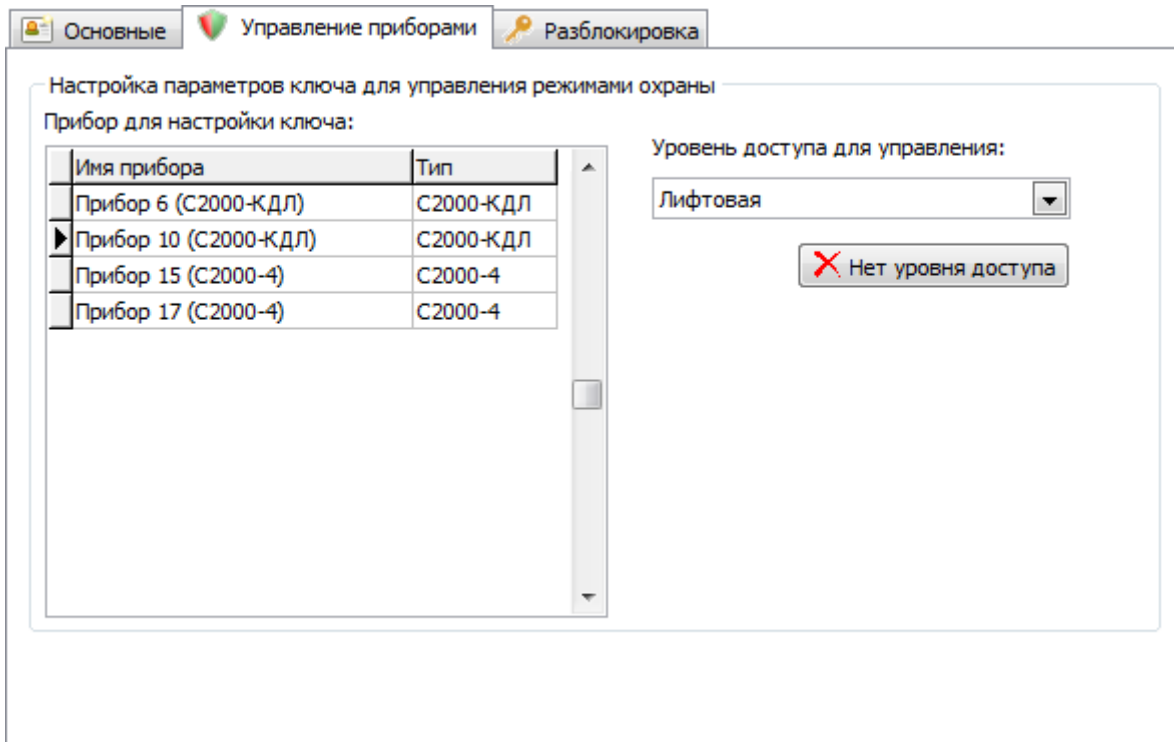 Основные Управление приборами Разблокировка
Настройка параметров ключа для управления режимами охраны
Прибор для настройки ключа:
Имя прибора Тип
Прибор 6 (С2000-КДЛ) С2000-КДЛ
Прибор 10 (С2000-КДЛ) С2000-КДЛ
Прибор 15 (С2000-4) С2000-4
Прибор 17 (С2000-4) С2000-4
Уровень доступа для управления:
Лифтовая
Нет уровня доступа